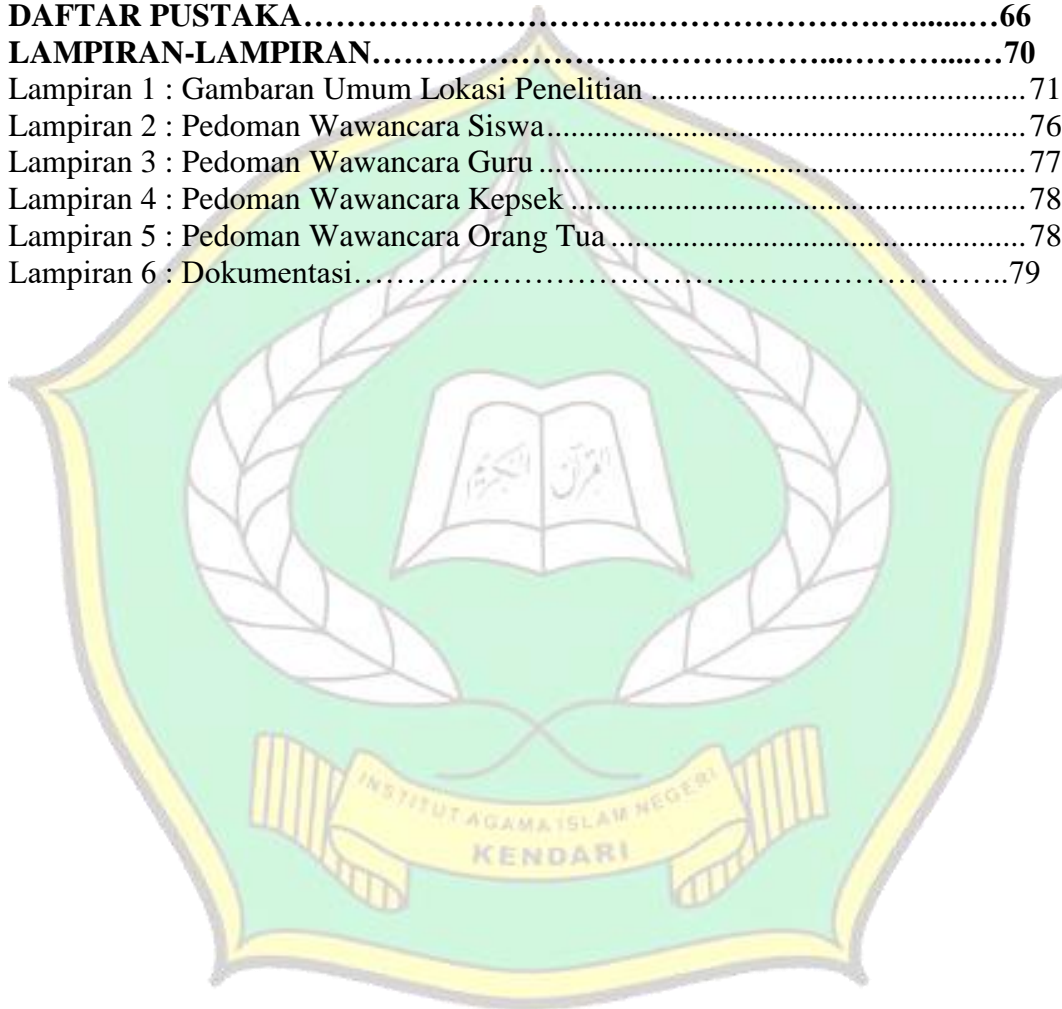 DAFTAR PUSTAKA…………………………...………………….…......…66
LAMPIRAN-LAMPIRAN……………………………………...………....…70
Lampiran 1 : Gambaran Umum Lokasi Penelitian ............................................ 71
Lampiran 2 : Pedoman Wawancara Siswa......................................................... 76
Lampiran 3 : Pedoman Wawancara Guru .......................................................... 77
Lampiran 4 : Pedoman Wawancara Kepsek ...................................................... 78
Lampiran 5 : Pedoman Wawancara Orang Tua ................................................. 78
Lampiran 6 : Dokumentasi……………………………………………………..79
القرآن الكريم
INSTITUT AGAMA ISLAM NEGERI
KENDARI